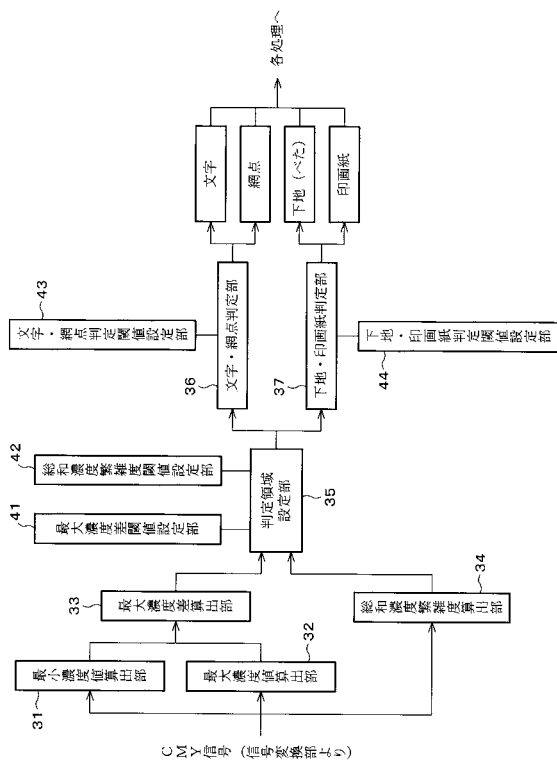 CMY信号 (信号変換部より)
最小濃度値算出部
31
最大濃度値算出部
32
最大濃度差算出部
33
総和濃度繁雑度算出部
34
最大濃度差閾値設定部
41
総和濃度繁雑度閾値設定部
42
判定領域
設定部
35
文字・網点判定閾値設定部
43
文字・網点判定部
36
下地・印画紙判定部
37
下地・印画紙判定閾値設定部
44
文字
網点
下地 (べた)
印画紙
各処理へ